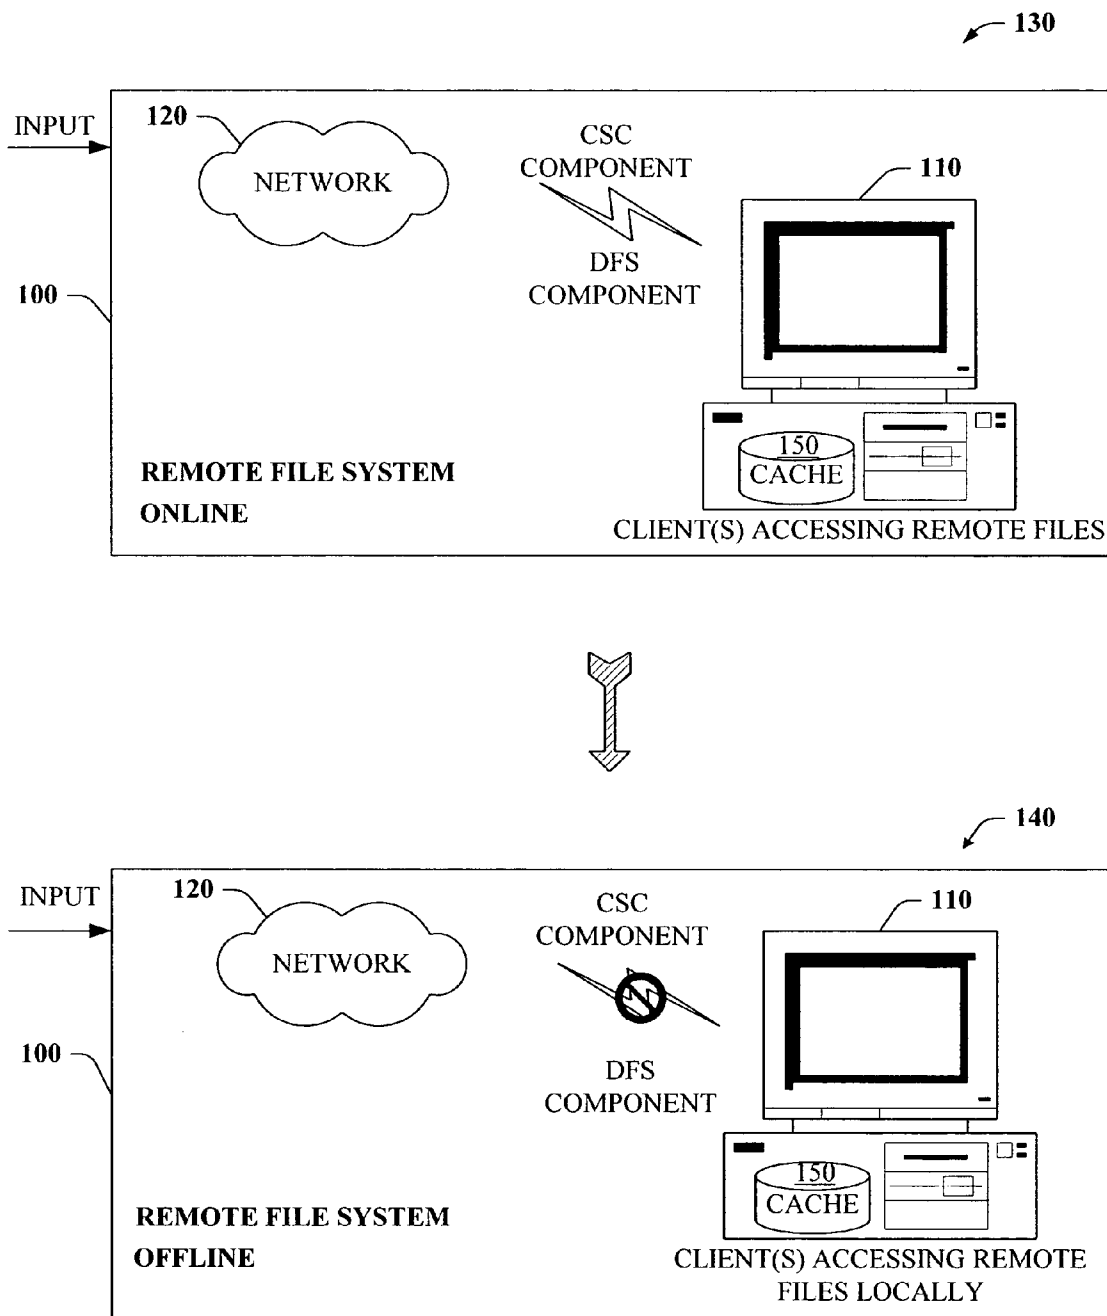 130
INPUT
120
NETWORK
CSC
COMPONENT
110
DFS
COMPONENT
100
150
CACHE
REMOTE FILE SYSTEM
ONLINE
CLIENT(S) ACCESSING REMOTE FILES
140
INPUT
120
NETWORK
CSC
COMPONENT
110
100
DFS
COMPONENT
150
CACHE
REMOTE FILE SYSTEM
OFFLINE
CLIENT(S) ACCESSING REMOTE
FILES LOCALLY